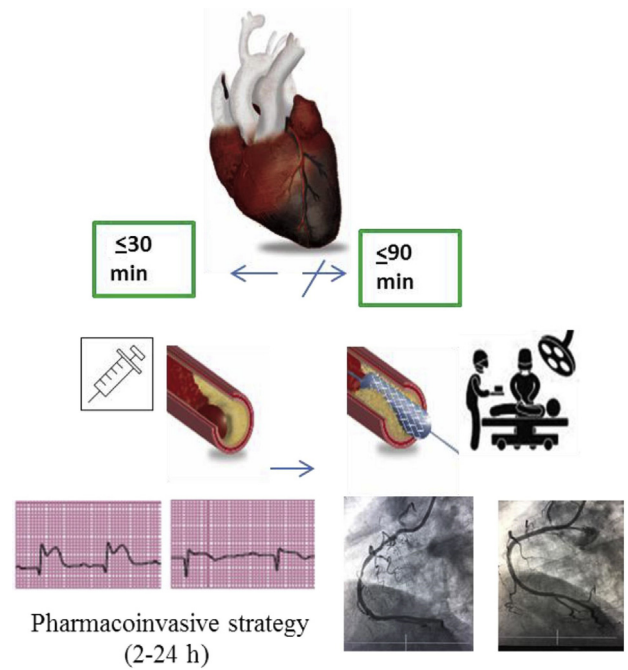 ≤30
min
≤90
min
Pharmacoinvasive strategy
(2-24 h)